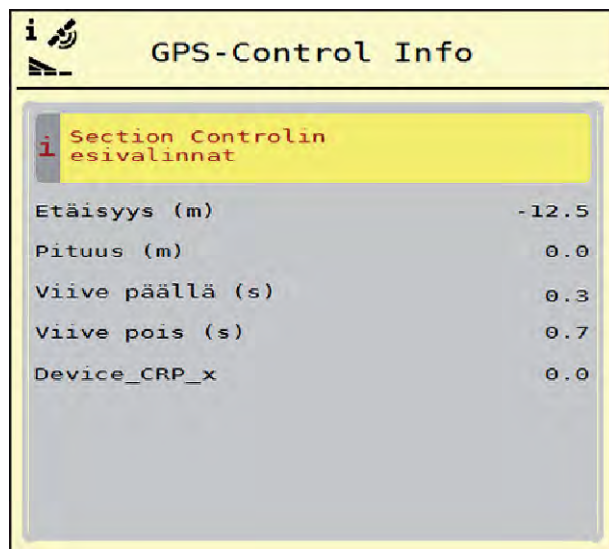 i
GPS-Control Info
i Section Controlin
esivalinnat
Etäisyys (m) -12.5
Pituus (m) 0.0
Viive päällä (s) 0.3
Viive pois (s) 0.7
Device_CRP_x 0.0